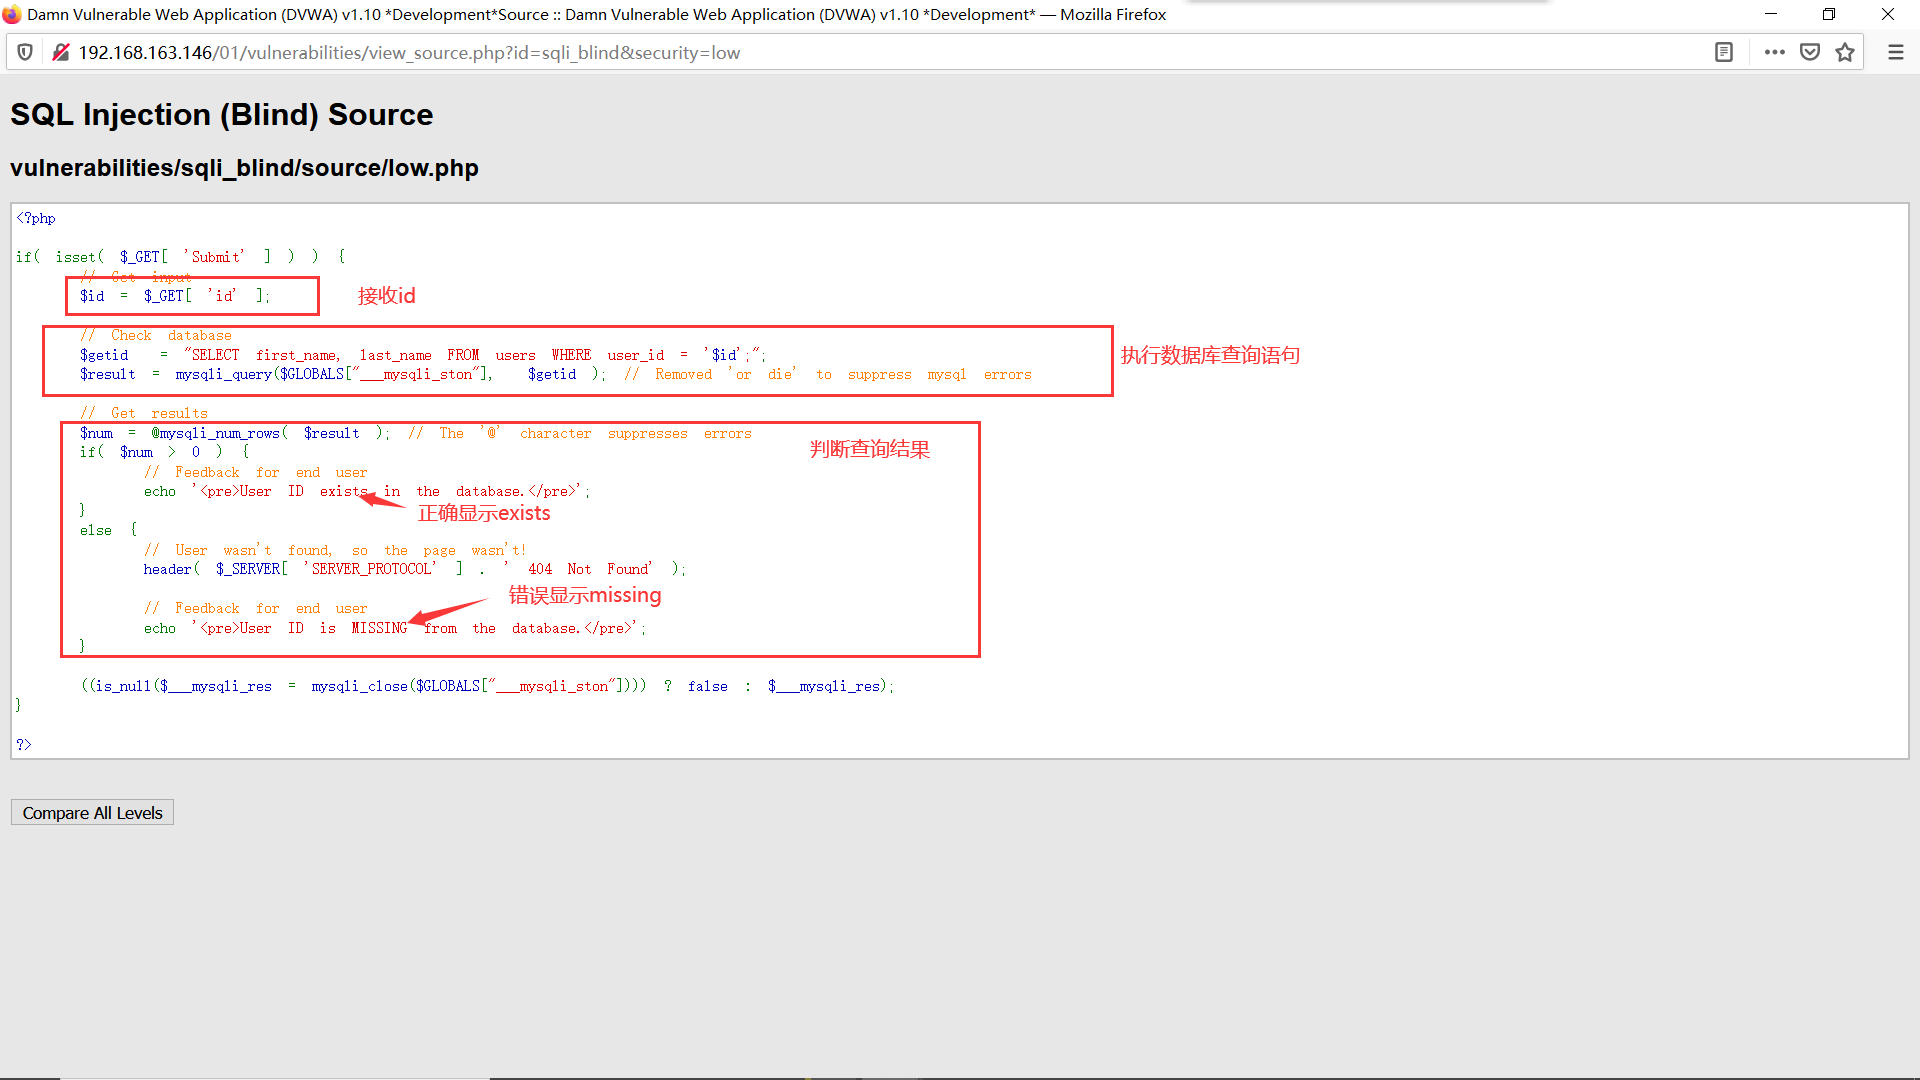 Damn Vulnerable Web Application (DVWA) v1.10 *Development*Source :: Damn Vulnerable Web Application (DVWA) v1.10 *Development* — Mozilla Firefox
192.168.163.146/01/vulnerabilities/view_source.php?id=sqli_blind&security=low
SQL Injection (Blind) Source
vulnerabilities/sqli_blind/source/low.php
<?php
if( isset( $_GET[ 'Submit' ] ) ) {
// Get input
$id = $_GET[ 'id' ]; 接收id
// Check database
$getid = "SELECT first_name, last_name FROM users WHERE user_id = '$id';"; 执行数据库查询语句
$result = mysqli_query($GLOBALS["___mysqli_ston"], $getid ); // Removed 'or die' to suppress mysql errors
// Get results
$num = @mysqli_num_rows( $result ); // The '@' character suppresses errors
判断查询结果
if( $num > 0 ) {
// Feedback for end user
echo '<pre>User ID exists in the database.</pre>';
正确显示exists
}
else {
// User wasn't found, so the page wasn't!
header( $_SERVER[ 'SERVER_PROTOCOL' ] . ' 404 Not Found' );
错误显示missing
// Feedback for end user
echo '<pre>User ID is MISSING from the database.</pre>';
}
((is_null($___mysqli_res = mysqli_close($GLOBALS["___mysqli_ston"]))) ? false : $___mysqli_res);
}
?>
Compare All Levels